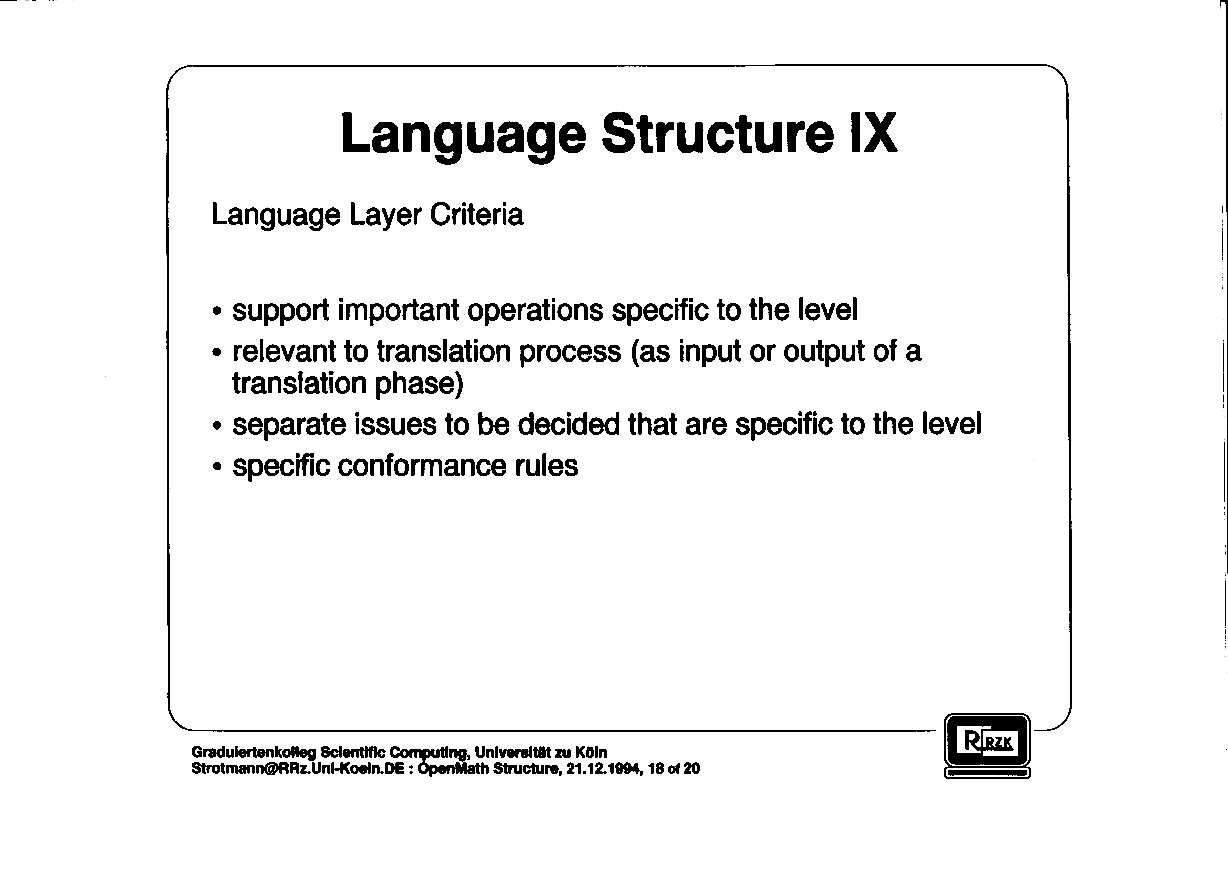 Language Structure IX
Language Layer Criteria
• support important operations specific to the level
• relevant to translation process (as input or output of a
translation phase)
• separate issues to be decided that are specific to the level
• specific conformance rules
Graduiertenkolleg Scientific Computing, Universität zu Köln
Strotmann@RRz.Uni-Koeln.DE : OpenMath Structure, 21.12.1994, 18 of 20
R RZK